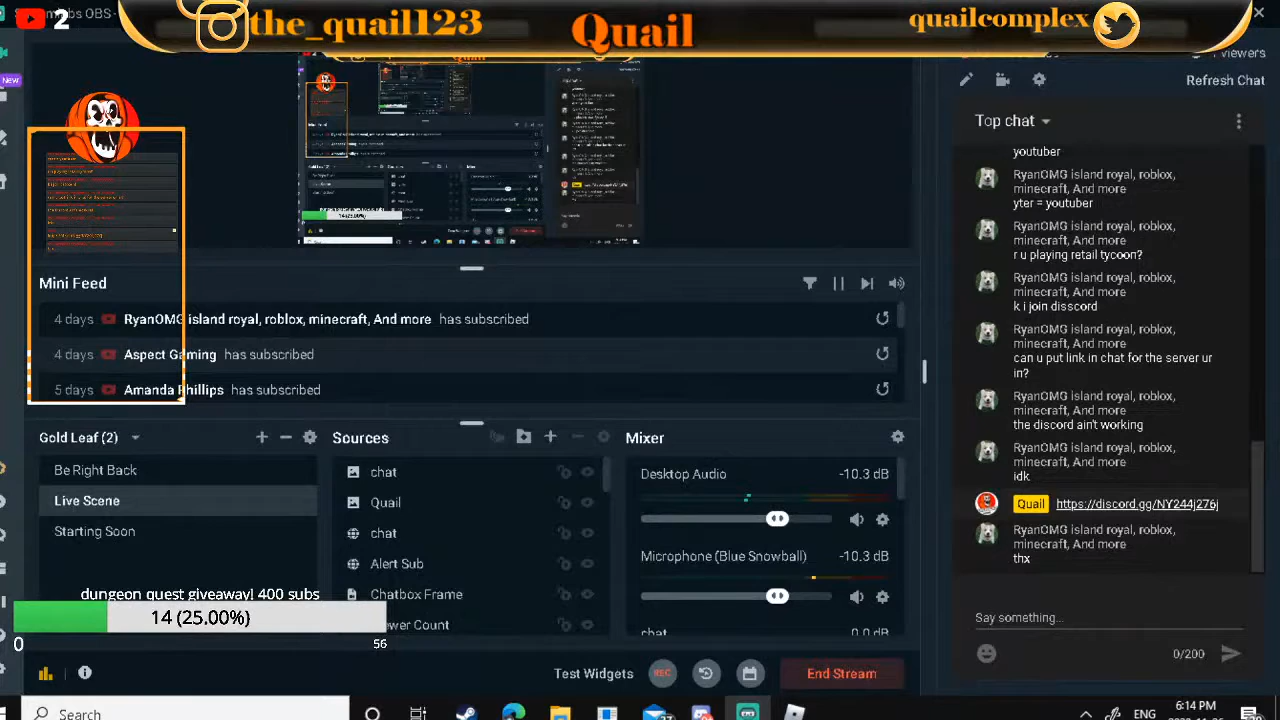 2
the_quail123
Quail
quailcomplex
New
Refresh Chat
Top chat
youtuber
RyanOMG island royal, roblox,
minecraft, And more
yter = youtuber
RyanOMG island royal, roblox,
minecraft, And more
r u playing retail tycoon?
RyanOMG island royal, roblox,
minecraft, And more
k i join disscord
RyanOMG island royal, roblox,
minecraft, And more
can u put link in chat for the server ur
in?
RyanOMG island royal, roblox,
minecraft, And more
the discord ain't working
RyanOMG island royal, roblox,
minecraft, And more
idk
Quail https://discord.gg/NY244j276j
RyanOMG island royal, roblox,
minecraft, And more
thx
Say something...
0/200
Mini Feed
4 days RyanOMG island royal, roblox, minecraft, And more has subscribed
4 days Aspect Gaming has subscribed
5 days Amanda Phillips has subscribed
Gold Leaf (2)
Be Right Back
Live Scene
Starting Soon
Sources
chat
Quail
chat
Alert Sub
Chatbox Frame
Mixer
Desktop Audio -10.3 dB
Microphone (Blue Snowball) -10.3 dB
chat 0.0 dB
dungeon quest giveaway! 400 subs
14 (25.00%)
0 56
Test Widgets
REC
End Stream
Search
ENG
6:14 PM